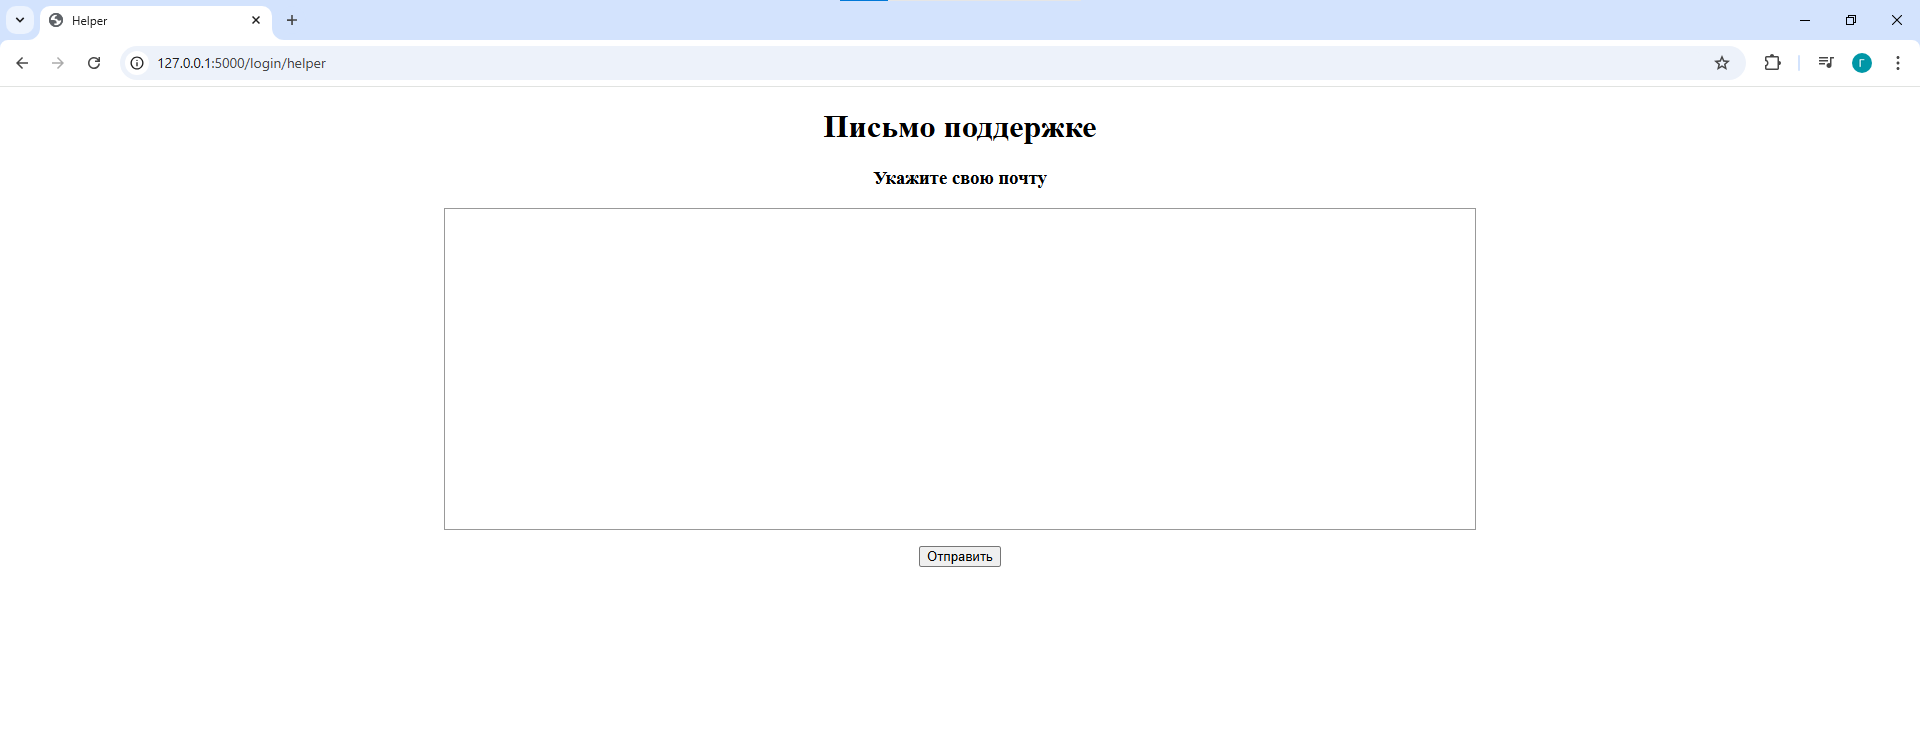 Helper
127.0.0.1:5000/login/helper
г
Письмо поддержке
Укажите свою почту
Отправить